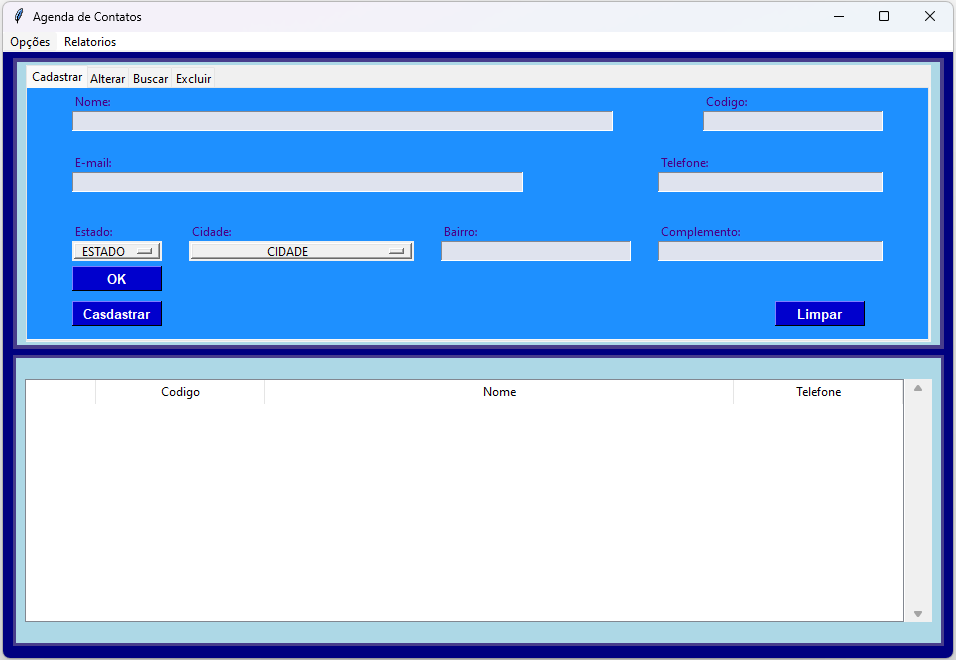 Agenda de Contatos
Opções Relatorios
Cadastrar Alterar Buscar Excluir
Nome: Codigo:
E-mail: Telefone:
Estado: Cidade: Bairro: Complemento:
ESTADO CIDADE
OK
Casdastrar Limpar
Codigo Nome Telefone